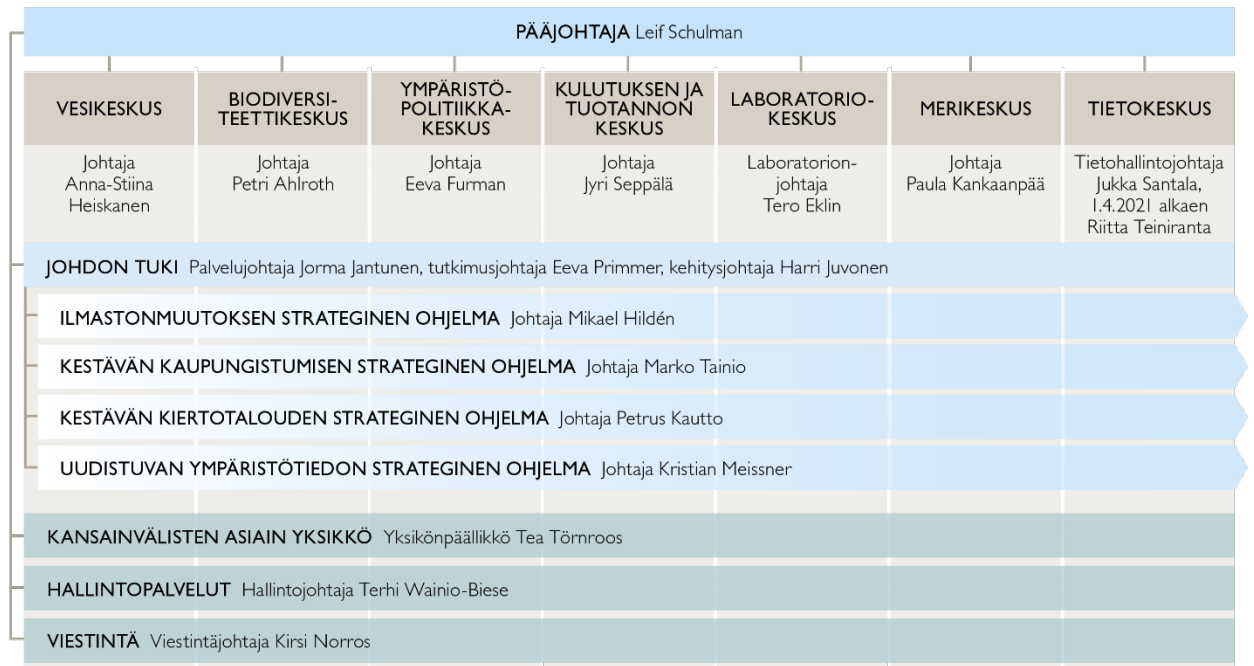 PÄÄJOHTAJA Leif Schulman
VESIKESKUS
BIODIVERSI-
TEETTIKESKUS
YMPÄRISTÖ-
POLITIIKKA-
KESKUS
KULUTUKSEN JA
TUOTANNON
KESKUS
LABORATORIO-
KESKUS
MERIKESKUS
TIETOKESKUS
Johtaja
Anna-Stiina
Heiskanen
Johtaja
Petri Ahlroth
Johtaja
Eeva Furman
Johtaja
Jyri Seppälä
Laboratorion-
johtaja
Tero Eklin
Johtaja
Paula Kankaanpää
Tietohallintojohtaja
Jukka Santala,
1.4.2021 alkaen
Riitta Teiniranta
JOHDON TUKI Palvelujohtaja Jorma Jantunen, tutkimusjohtaja Eeva Primmer, kehitysjohtaja Harri Juvonen
ILMASTONMUUTOKSEN STRATEGINEN OHJELMA Johtaja Mikael Hildén
KESTÄVÄN KAUPUNGISTUMISEN STRATEGINEN OHJELMA Johtaja Marko Tainio
KESTÄVÄN KIERTOTALOUDEN STRATEGINEN OHJELMA Johtaja Petrus Kautto
UUDISTUVAN YMPÄRISTÖTIEDON STRATEGINEN OHJELMA Johtaja Kristian Meissner
KANSAINVÄLISTEN ASIAIN YKSIKKÖ Yksikönpäällikkö Tea Törnroos
HALLINTOPALVELUT Hallintojohtaja Terhi Wainio-Biese
VIESTINTÄ Viestintäjohtaja Kirsi Norros